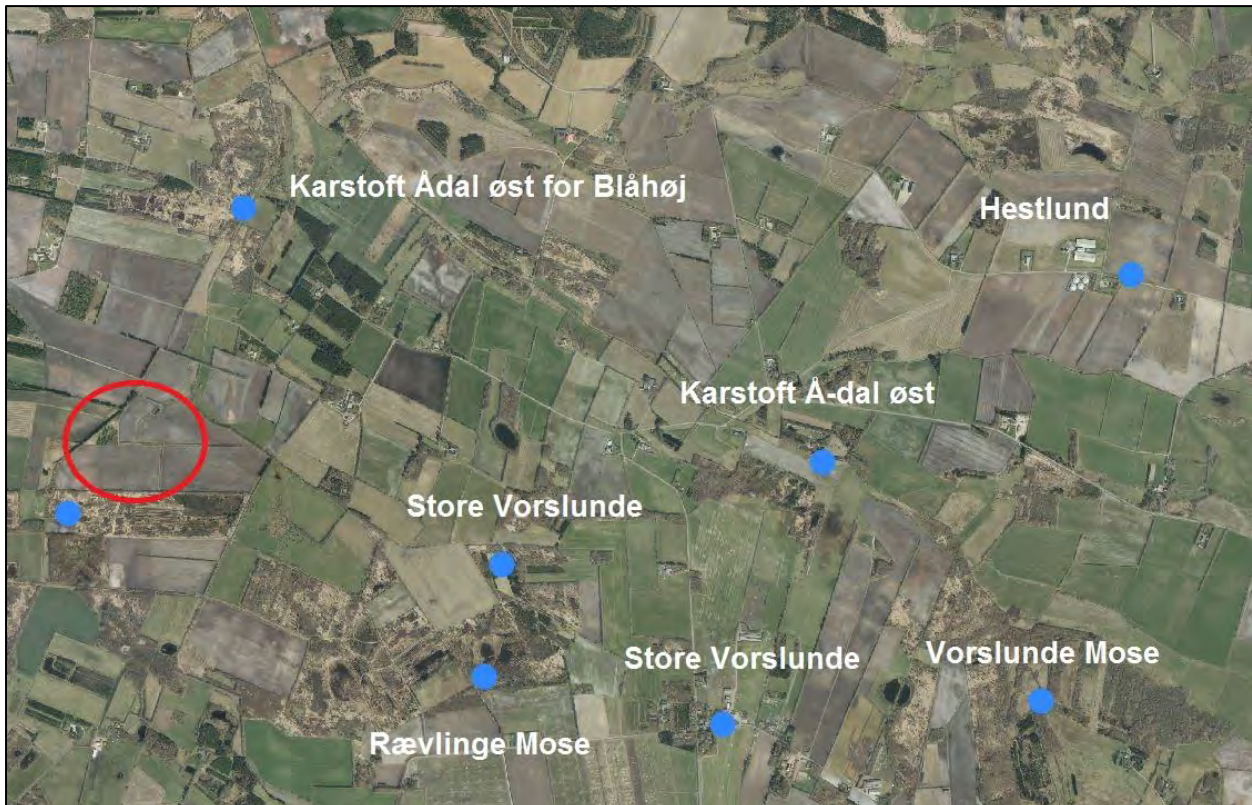 Karstoft Ådal øst for Blåhøj
Hestlund
Karstoft Å-dal øst
Store Vorslunde
Store Vorslunde
Vorslunde Mose
Rævlinge Mose